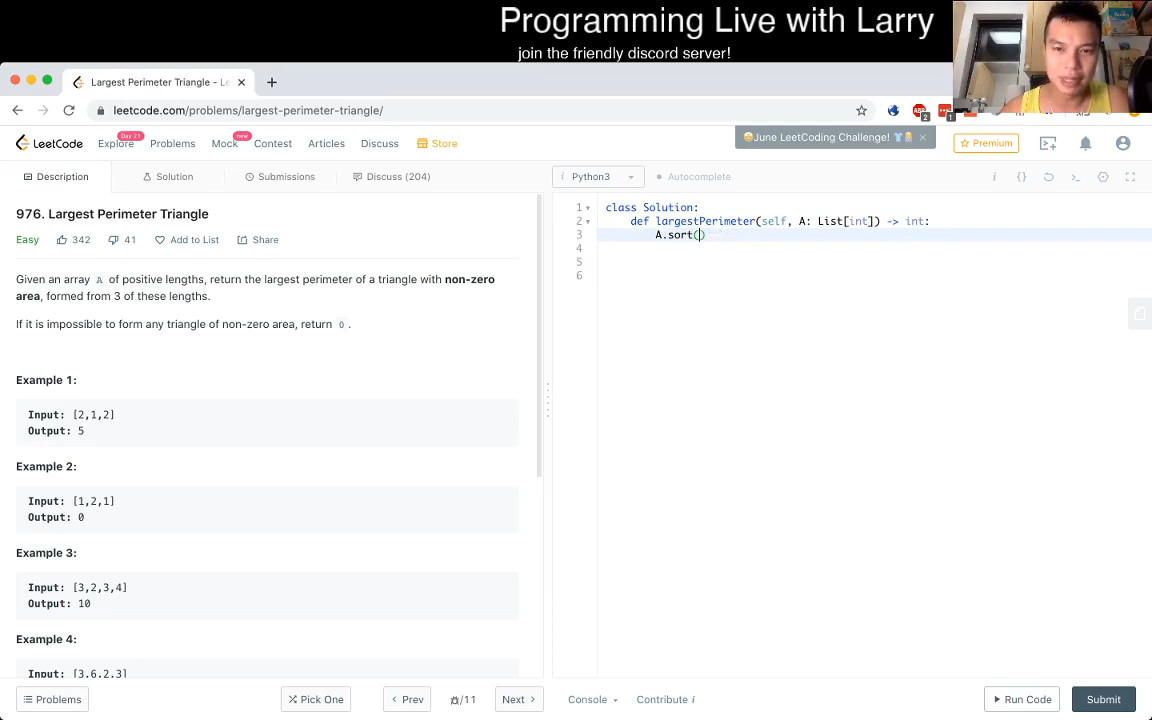 Programming Live with Larry
join the friendly discord server!
Largest Perimeter Triangle - Le
leetcode.com/problems/largest-perimeter-triangle/
ABP
2
1
LeetCode
Explore
Day 21
Problems
Mock
new
Contest
Articles
Discuss
Store
June LeetCoding Challenge!
Premium
Description
Solution
Submissions
Discuss (204)
Python3
Autocomplete
976. Largest Perimeter Triangle
Easy
342
41
Add to List
Share
Given an array A of positive lengths, return the largest perimeter of a triangle with non-zero
area, formed from 3 of these lengths.
If it is impossible to form any triangle of non-zero area, return 0.
Example 1:
Input: [2,1,2]
Output: 5
Example 2:
Input: [1,2,1]
Output: 0
Example 3:
Input: [3,2,3,4]
Output: 10
Example 4:
Input: [3,6,2,3]
1 class Solution:
2 def largestPerimeter(self, A: List[int]) -> int:
3 A.sort()
4
5
6
Problems
Pick One
Prev
/11
Next
Console
Contribute i
Run Code
Submit